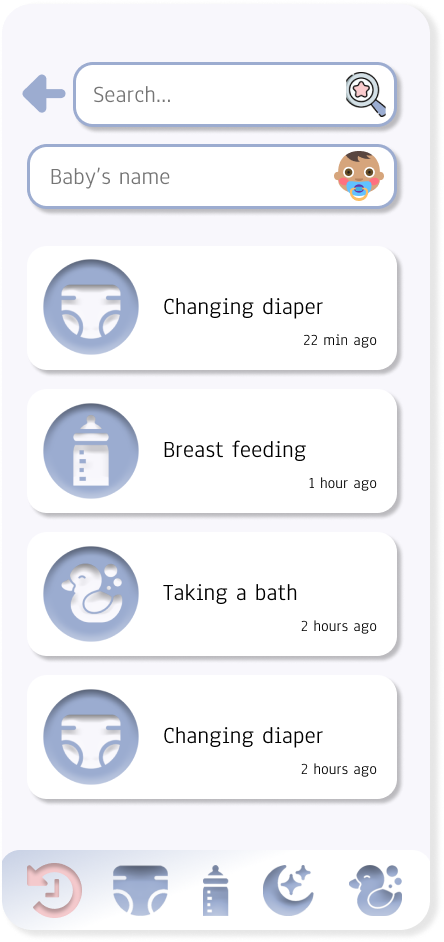 Search...
Baby's name
Changing diaper
22 min ago
Breast feeding
1 hour ago
Taking a bath
2 hours ago
Changing diaper
2 hours ago